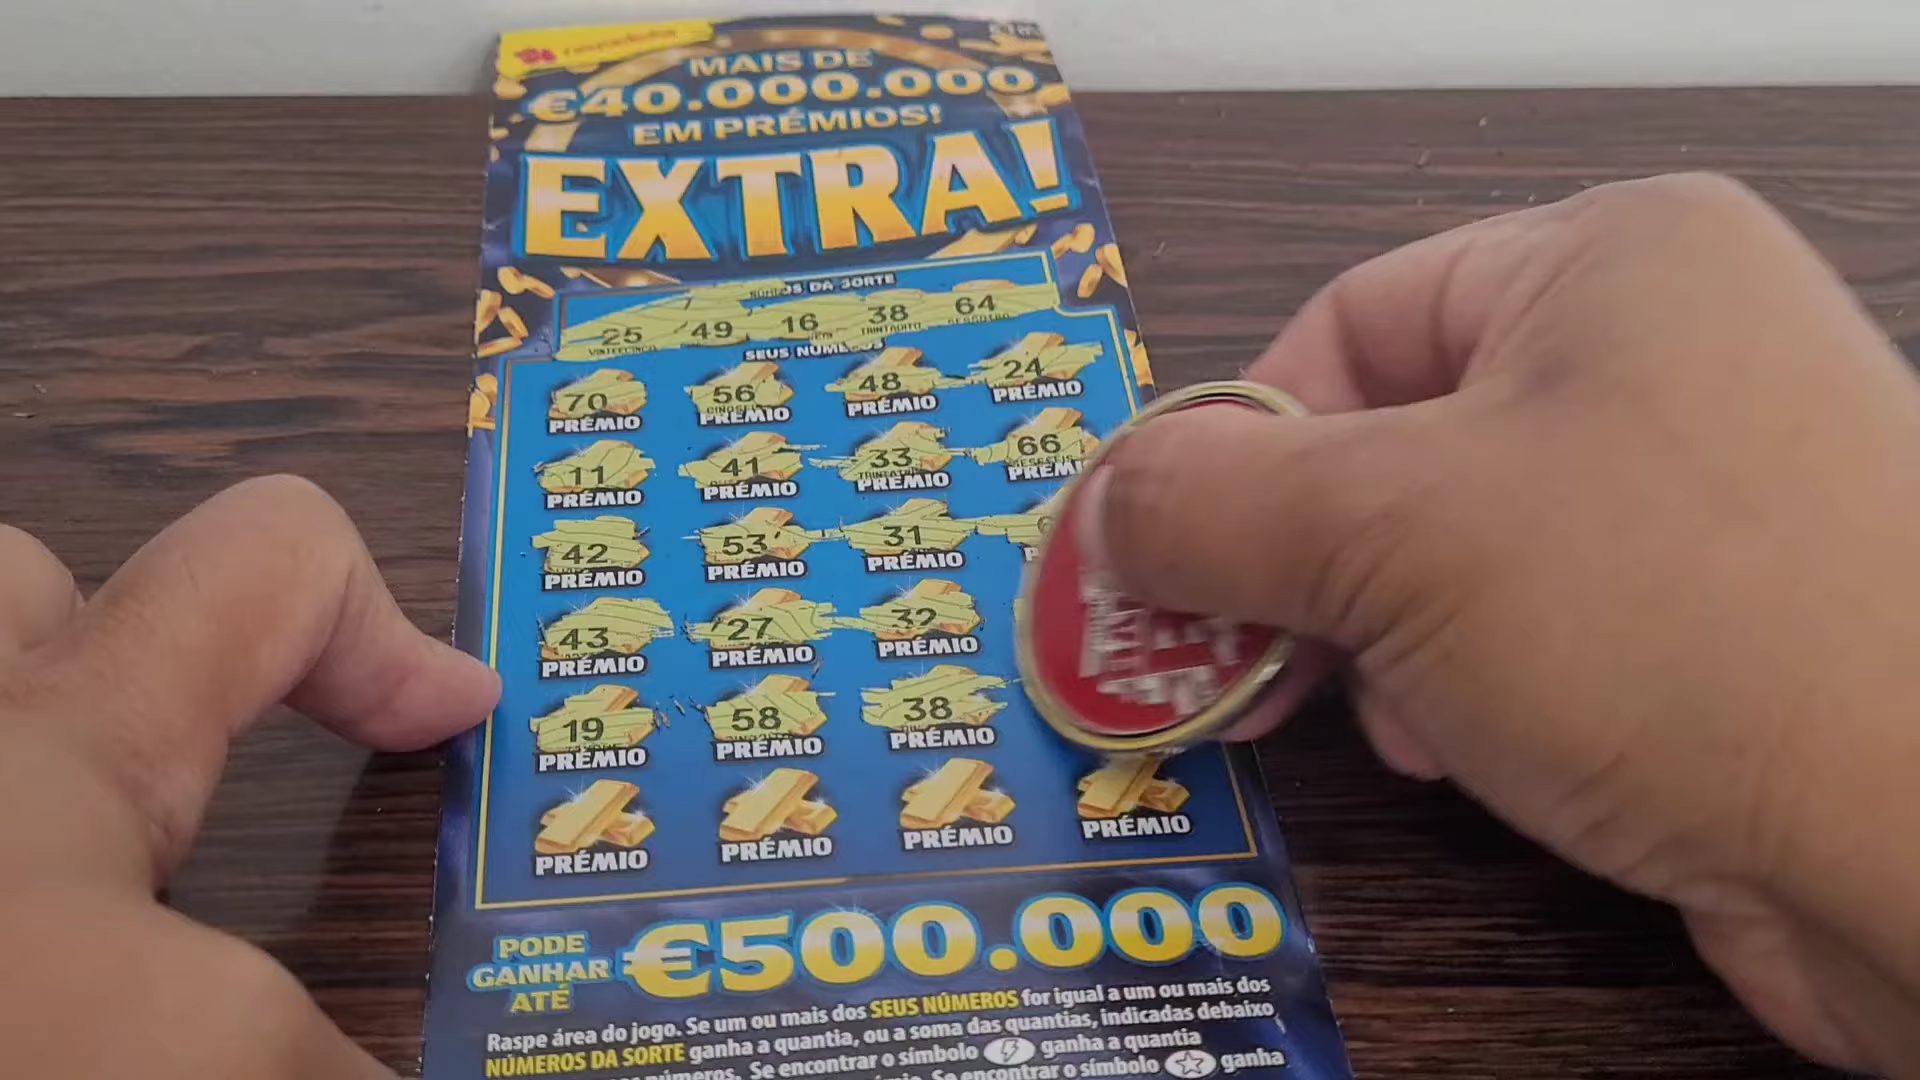 raspadinha
MAIS DE
€40.000.000
EM PRÉMIOS!
EXTRA!
DA SORTE
25 49 16 38 64
VINTECINCO TRINTAOITO
SEUS NÚMEROS
70 56 48 24
PRÉMIO PRÉMIO PRÉMIO PRÉMIO
11 41 33 66
PRÉMIO PRÉMIO PRÉMIO PRÉMI
42 53 31
PRÉMIO PRÉMIO PRÉMIO
43 27 32
PRÉMIO PRÉMIO PRÉMIO
19 58 38
PRÉMIO PRÉMIO PRÉMIO
PRÉMIO PRÉMIO PRÉMIO PRÉMIO
PODE GANHAR ATÉ €500.000
Raspe área do jogo. Se um ou mais dos SEUS NÚMEROS for igual a um ou mais dos
NÚMEROS DA SORTE ganha a quantia, ou a soma das quantias, indicadas debaixo
números. Se encontrar o símbolo ganha a quantia
Se encontrar o símbolo ganha